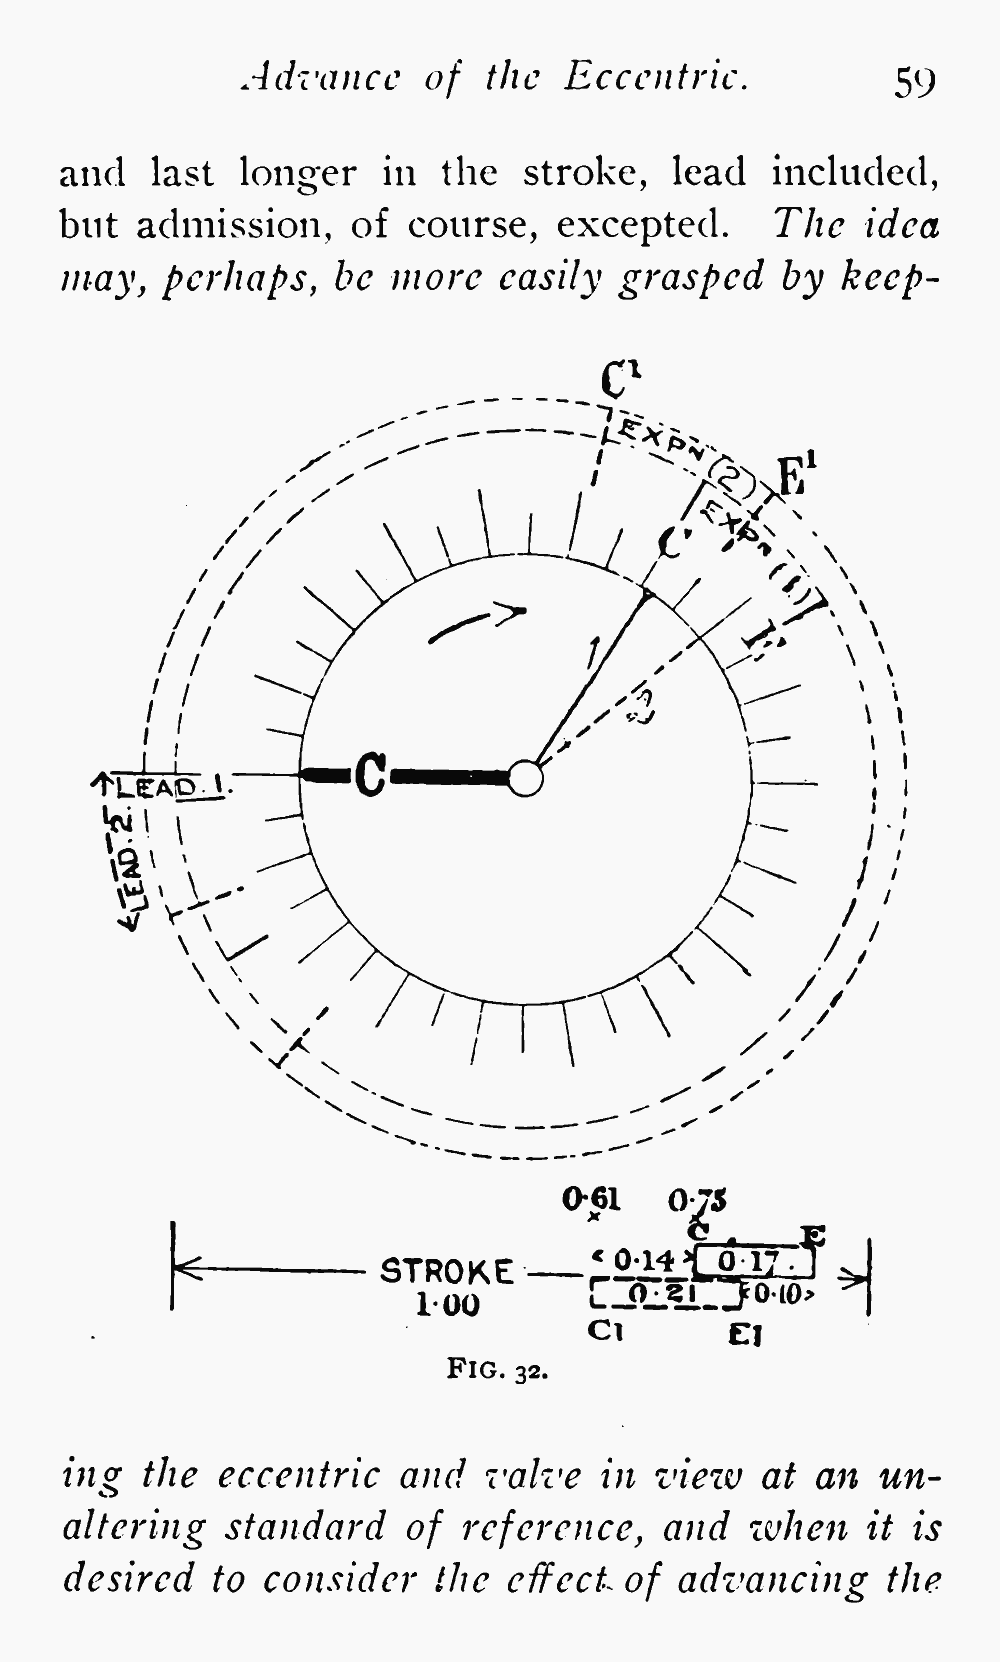 Advance of the Eccentric. 59
and last longer in the stroke, lead included,
but admission, of course, excepted. The idea
may, perhaps, be more easily grasped by keep-
C¹
EXPN (2)
E¹
EXPN (1)
C
E
C
LEAD. 1.
LEAD. 2.
0·61 0·75
C E
0·14 0·17
STROKE
1·00
0·21 0·10
C1 E1
FIG. 32.
ing the eccentric and valve in view at an un-
altering standard of reference, and when it is
desired to consider the effect of advancing the